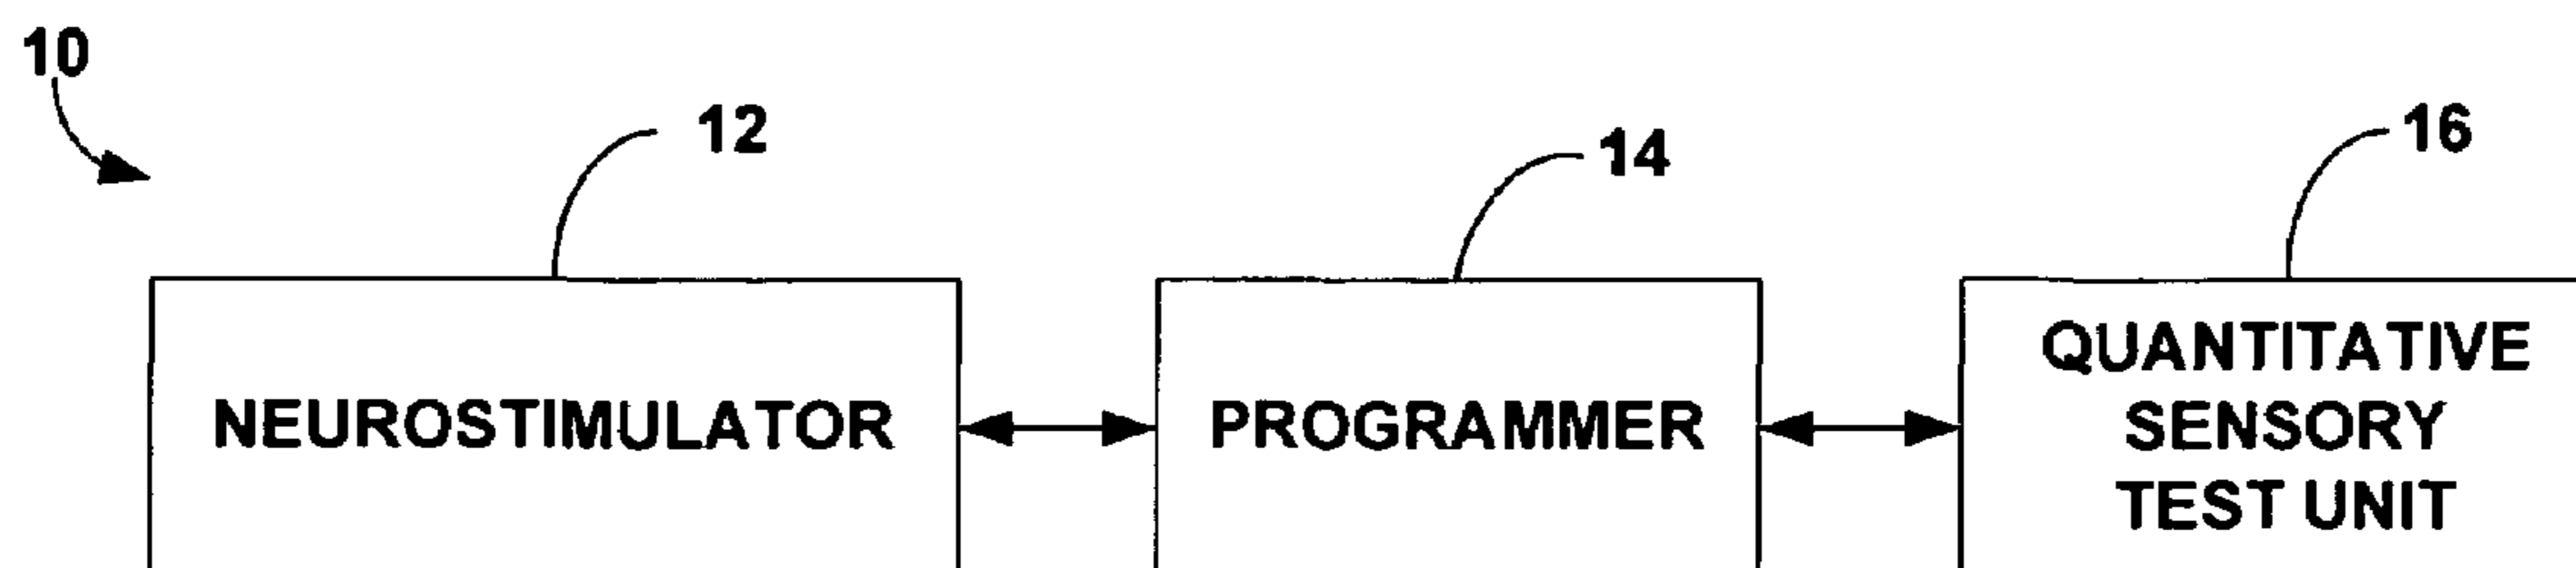 10
12
14
16
NEUROSTIMULATOR
PROGRAMMER
QUANTITATIVE
SENSORY
TEST UNIT